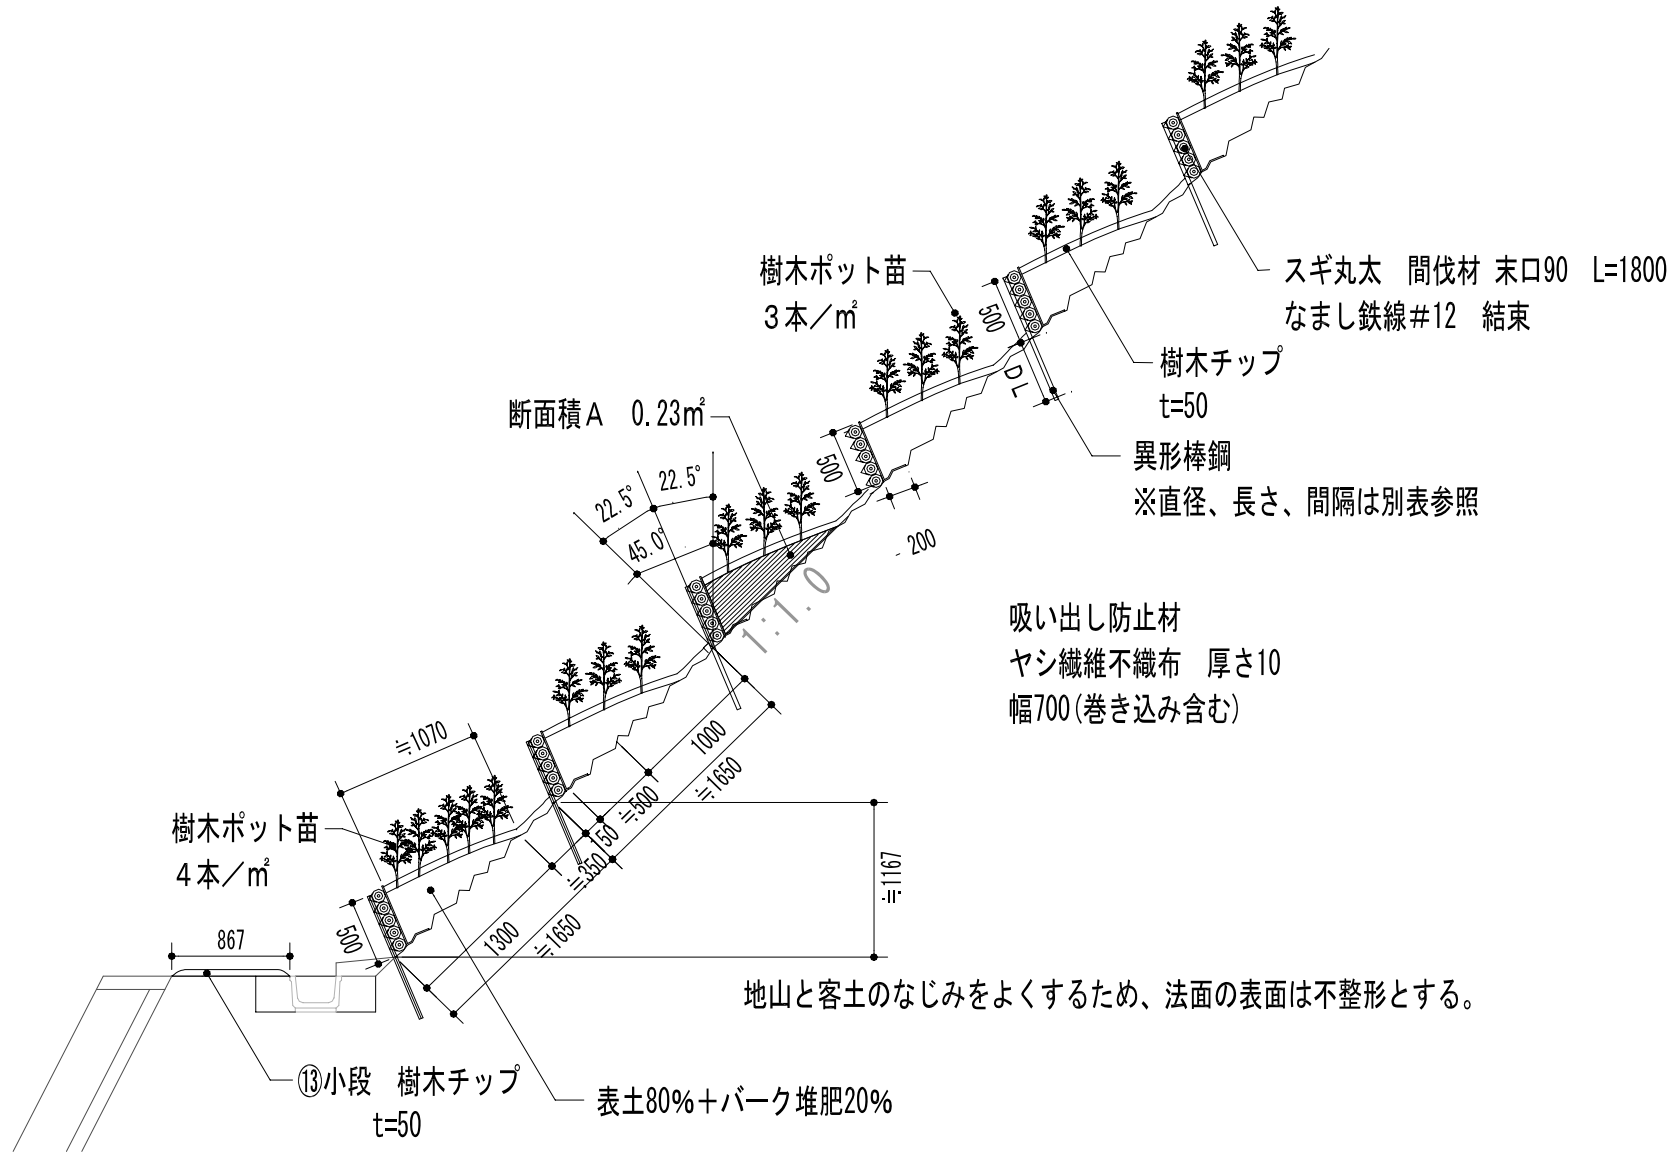 樹木ポット苗
３本／㎡
スギ丸太　間伐材 末口90　L=1800
なまし鉄線＃12　結束
500
樹木チップ
t=50
DL
断面積Ａ　0.23㎡
異形棒鋼
※直径、長さ、間隔は別表参照
500
22.5°
22.5°
45.0°
- 200
1:1.0
吸い出し防止材
ヤシ繊維不織布　厚さ10
幅700(巻き込み含む)
≒1070
1000
≒1650
≒500
150
≒350
樹木ポット苗
４本／㎡
≒1167
500
1300
≒1650
867
地山と客土のなじみをよくするため、法面の表面は不整形とする。
⑬小段　樹木チップ
t=50
表土80%＋バーク堆肥20%